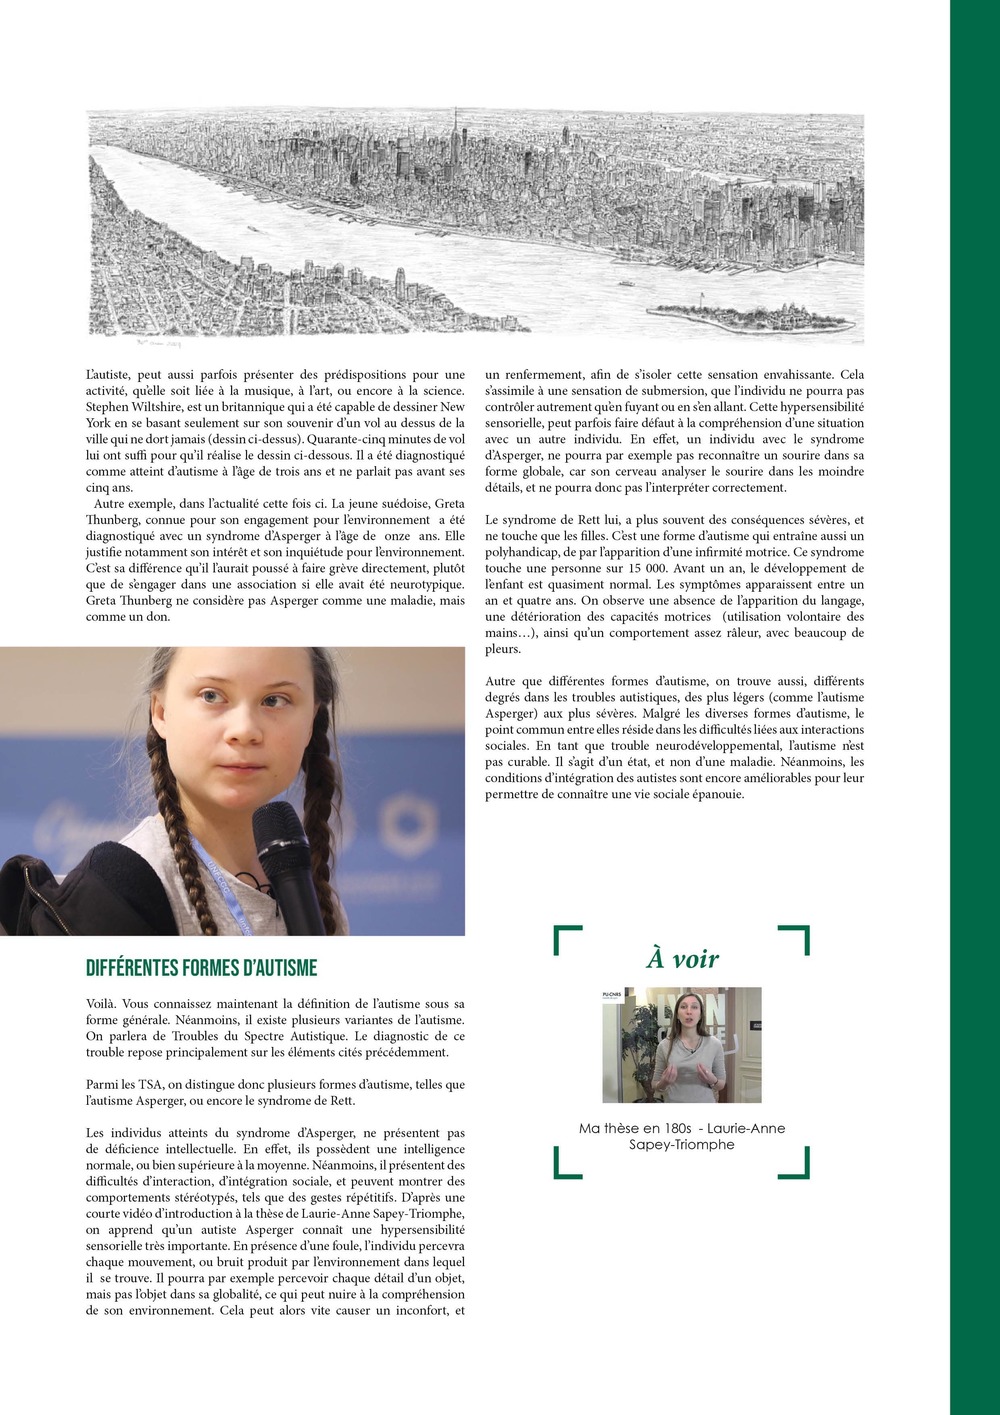 L'autiste, peut aussi parfois présenter des prédispositions pour une
activité, qu'elle soit liée à la musique, à l'art, ou encore à la science.
Stephen Wiltshire, est un britannique qui a été capable de dessiner New
York en se basant seulement sur son souvenir d'un vol au dessus de la
ville qui ne dort jamais (dessin ci-dessus). Quarante-cinq minutes de vol
lui ont suffi pour qu'il réalise le dessin ci-dessous. Il a été diagnostiqué
comme atteint d'autisme à l'âge de trois ans et ne parlait pas avant ses
cinq ans.
Autre exemple, dans l'actualité cette fois ci. La jeune suédoise, Greta
Thunberg, connue pour son engagement pour l'environnement a été
diagnostiqué avec un syndrome d'Asperger à l'âge de onze ans. Elle
justifie notamment son intérêt et son inquiétude pour l'environnement.
C'est sa différence qu'il l'aurait poussé à faire grève directement, plutôt
que de s'engager dans une association si elle avait été neurotypique.
Greta Thunberg ne considère pas Asperger comme une maladie, mais
comme un don.
DIFFÉRENTES FORMES D'AUTISME
Voilà. Vous connaissez maintenant la définition de l'autisme sous sa
forme générale. Néanmoins, il existe plusieurs variantes de l'autisme.
On parlera de Troubles du Spectre Autistique. Le diagnostic de ce
trouble repose principalement sur les éléments cités précédemment.
Parmi les TSA, on distingue donc plusieurs formes d'autisme, telles que
l'autisme Asperger, ou encore le syndrome de Rett.
Les individus atteints du syndrome d'Asperger, ne présentent pas
de déficience intellectuelle. En effet, ils possèdent une intelligence
normale, ou bien supérieure à la moyenne. Néanmoins, il présentent des
difficultés d'interaction, d'intégration sociale, et peuvent montrer des
comportements stéréotypés, tels que des gestes répétitifs. D'après une
courte vidéo d'introduction à la thèse de Laurie-Anne Sapey-Triomphe,
on apprend qu'un autiste Asperger connaît une hypersensibilité
sensorielle très importante. En présence d'une foule, l'individu percevra
chaque mouvement, ou bruit produit par l'environnement dans lequel
il se trouve. Il pourra par exemple percevoir chaque détail d'un objet,
mais pas l'objet dans sa globalité, ce qui peut nuire à la compréhension
de son environnement. Cela peut alors vite causer un inconfort, et
un renfermement, afin de s'isoler cette sensation envahissante. Cela
s'assimile à une sensation de submersion, que l'individu ne pourra pas
contrôler autrement qu'en fuyant ou en s'en allant. Cette hypersensibilité
sensorielle, peut parfois faire défaut à la compréhension d'une situation
avec un autre individu. En effet, un individu avec le syndrome
d'Asperger, ne pourra par exemple pas reconnaître un sourire dans sa
forme globale, car son cerveau analyser le sourire dans les moindre
détails, et ne pourra donc pas l'interpréter correctement.
Le syndrome de Rett lui, a plus souvent des conséquences sévères, et
ne touche que les filles. C'est une forme d'autisme qui entraîne aussi un
polyhandicap, de par l'apparition d'une infirmité motrice. Ce syndrome
touche une personne sur 15 000. Avant un an, le développement de
l'enfant est quasiment normal. Les symptômes apparaissent entre un
an et quatre ans. On observe une absence de l'apparition du langage,
une détérioration des capacités motrices (utilisation volontaire des
mains…), ainsi qu'un comportement assez râleur, avec beaucoup de
pleurs.
Autre que différentes formes d'autisme, on trouve aussi, différents
degrés dans les troubles autistiques, des plus légers (comme l'autisme
Asperger) aux plus sévères. Malgré les diverses formes d'autisme, le
point commun entre elles réside dans les difficultés liées aux interactions
sociales. En tant que trouble neurodéveloppemental, l'autisme n'est
pas curable. Il s'agit d'un état, et non d'une maladie. Néanmoins, les
conditions d'intégration des autistes sont encore améliorables pour leur
permettre de connaître une vie sociale épanouie.
À voir
Ma thèse en 180s - Laurie-Anne
Sapey-Triomphe